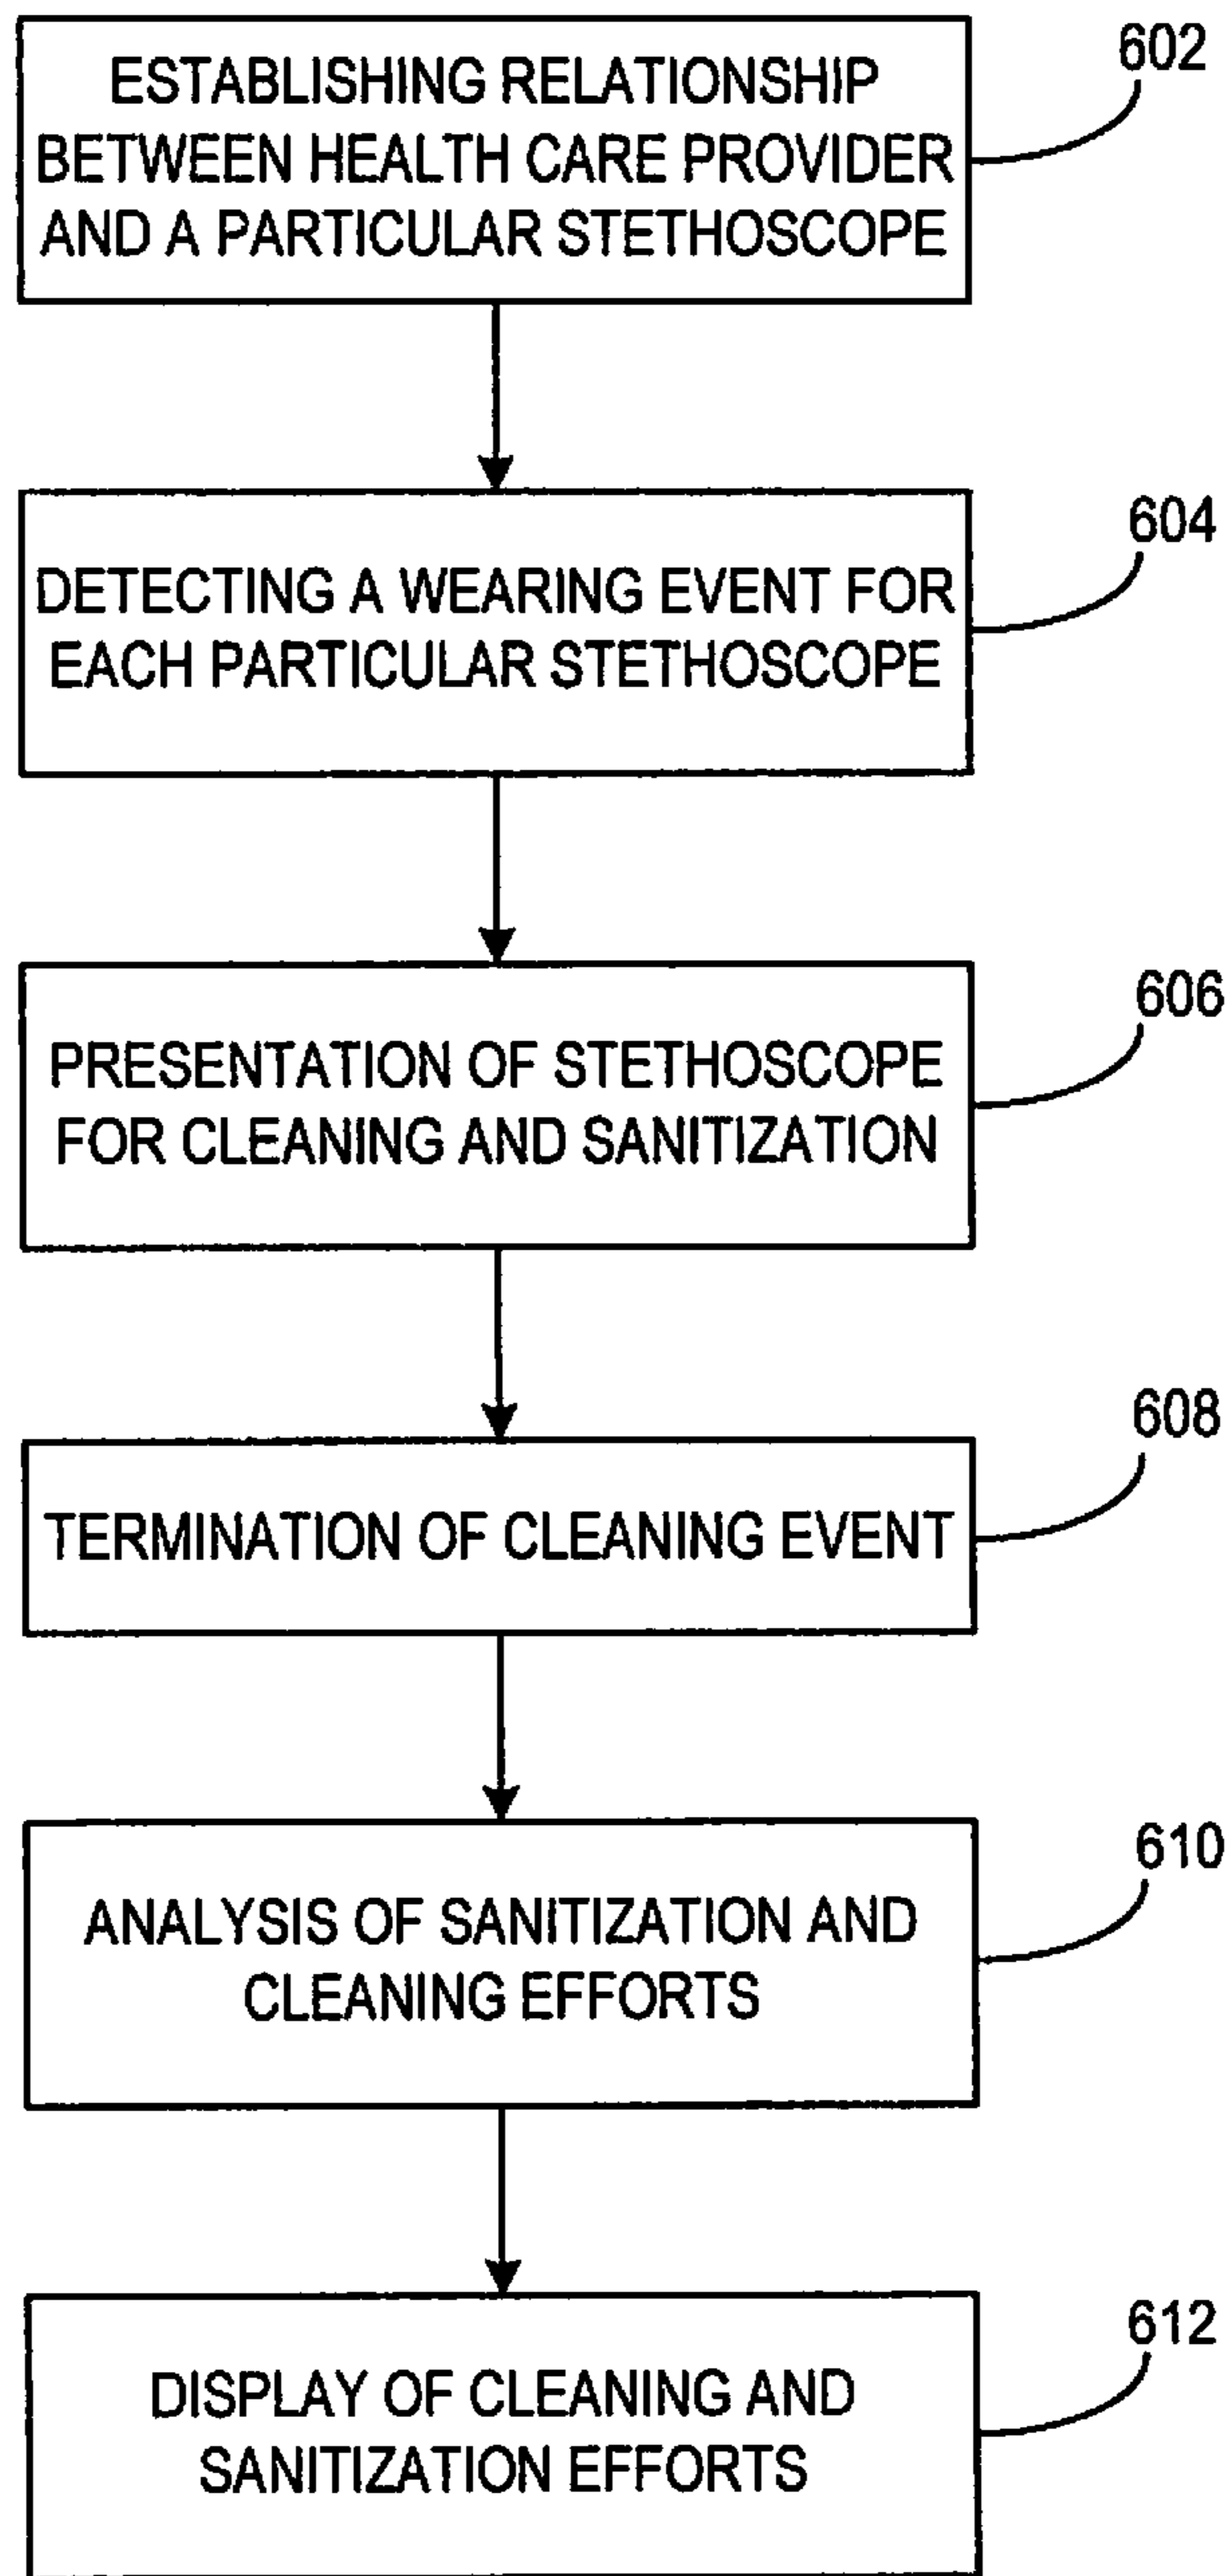 ESTABLISHING RELATIONSHIP
BETWEEN HEALTH CARE PROVIDER
AND A PARTICULAR STETHOSCOPE
602
DETECTING A WEARING EVENT FOR
EACH PARTICULAR STETHOSCOPE
604
PRESENTATION OF STETHOSCOPE
FOR CLEANING AND SANITIZATION
606
TERMINATION OF CLEANING EVENT
608
ANALYSIS OF SANITIZATION AND
CLEANING EFFORTS
610
DISPLAY OF CLEANING AND
SANITIZATION EFFORTS
612